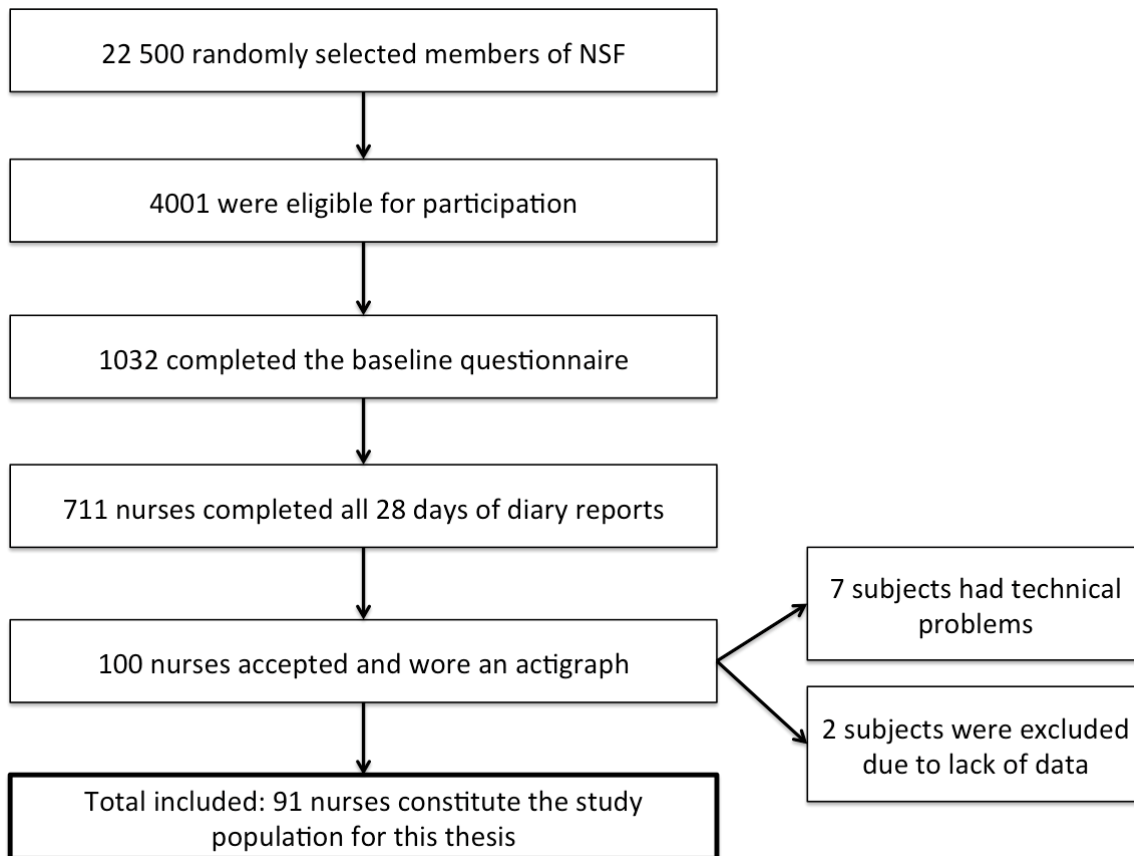 22 500 randomly selected members of NSF
4001 were eligible for participation
1032 completed the baseline questionnaire
711 nurses completed all 28 days of diary reports
100 nurses accepted and wore an actigraph
7 subjects had technical
problems
2 subjects were excluded
due to lack of data
Total included: 91 nurses constitute the study
population for this thesis